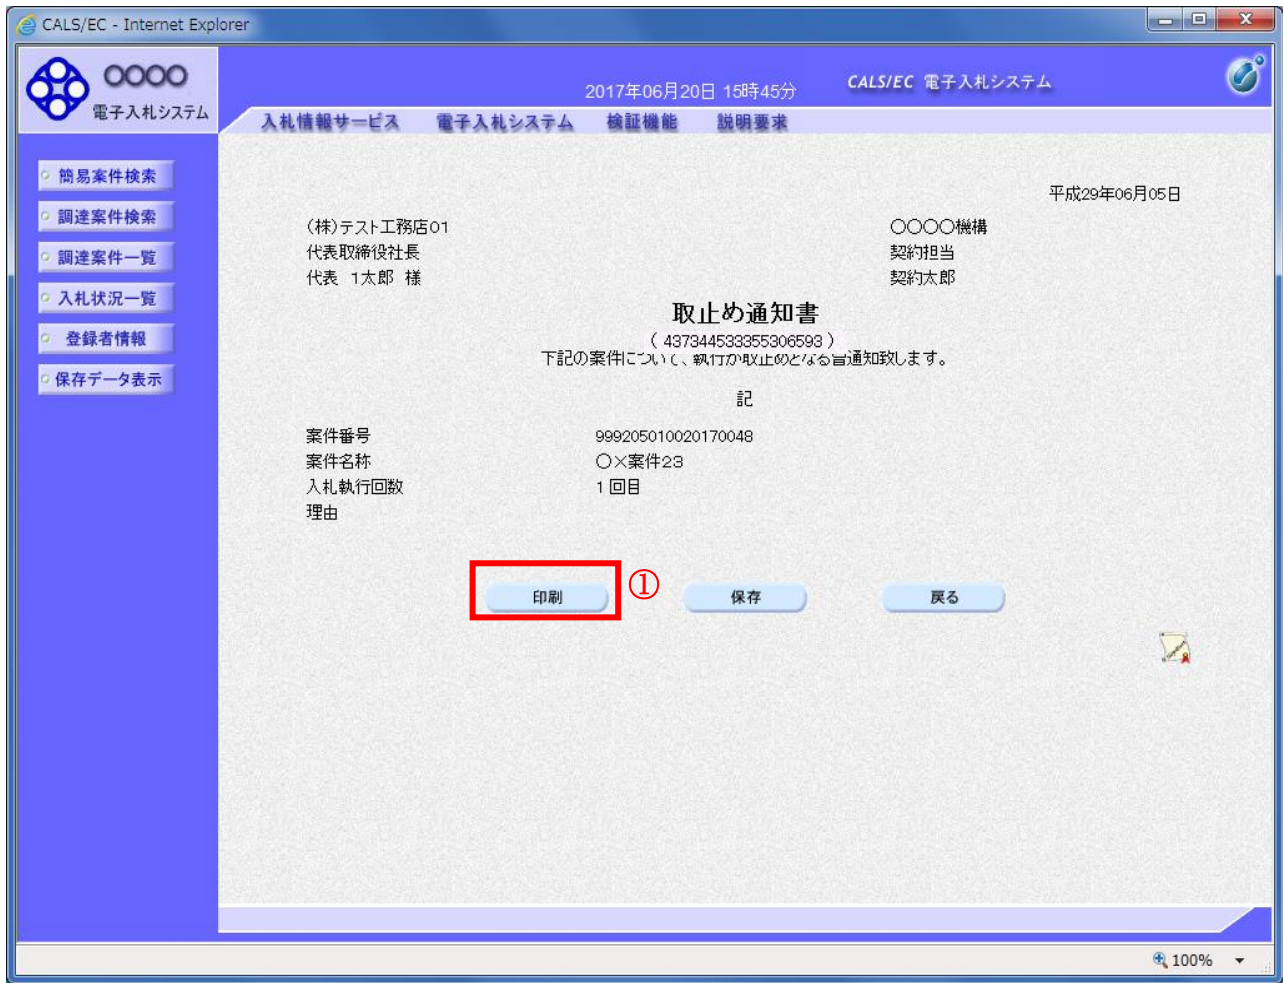 CALS/EC - Internet Explorer
〇〇〇〇
電子入札システム
2017年06月20日 15時45分
CALS/EC 電子入札システム
入札情報サービス 電子入札システム 検証機能 説明要求
簡易案件検索
調達案件検索
調達案件一覧
入札状況一覧
登録者情報
保存データ表示
平成29年06月05日
(株)テスト工務店01
代表取締役社長
代表 1太郎 様
〇〇〇〇機構
契約担当
契約太郎
取止め通知書
( 437344533355306593 )
下記の案件について、執行が取止めとなる旨通知致します。
記
案件番号 999205010020170048
案件名称 〇×案件23
入札執行回数 1回目
理由
印刷 ① 保存 戻る
100%